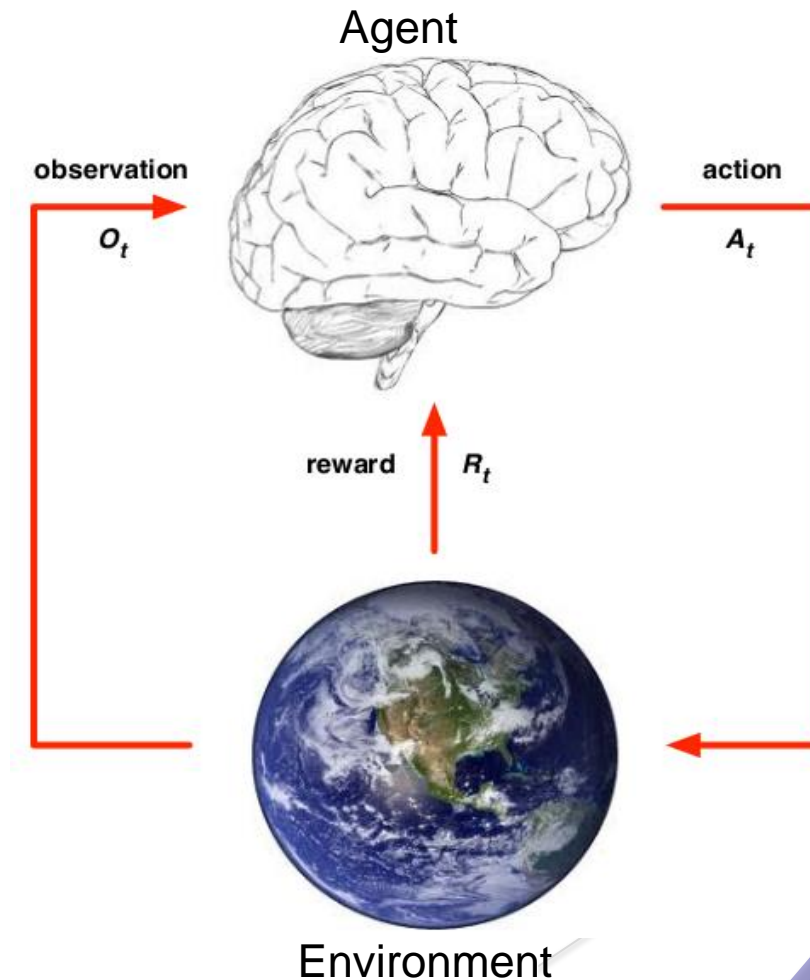 Agent
observation
action
O_t
A_t
reward
R_t
Environment